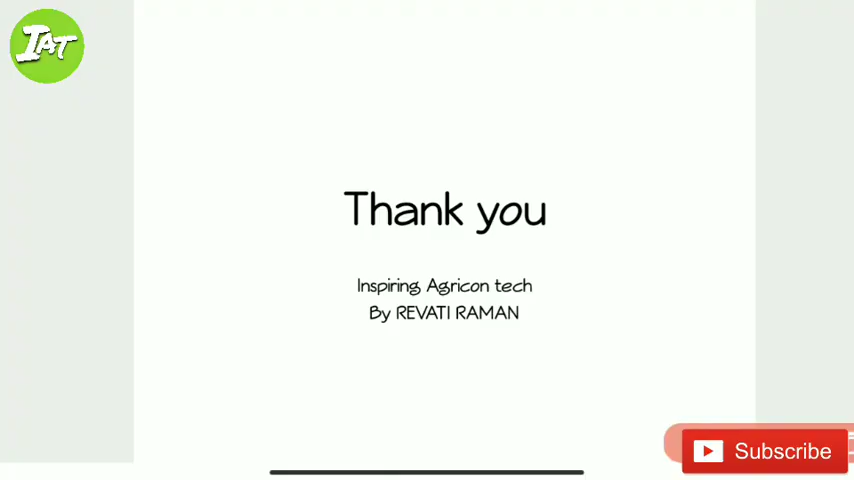 IAT
Thank you
Inspiring Agricon tech
By REVATI RAMAN
Subscribe